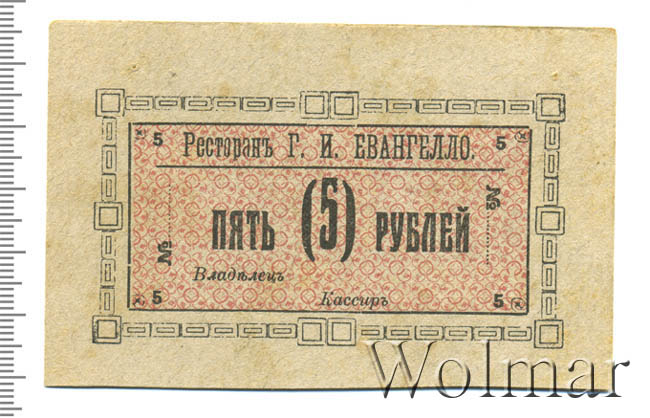 5 5
Ресторанъ Г. И. ЕВАНГЕЛЛО.
№ №
ПЯТЬ (5) РУБЛЕЙ
Владѣлецъ
Кассиръ
5 5
Wolmar